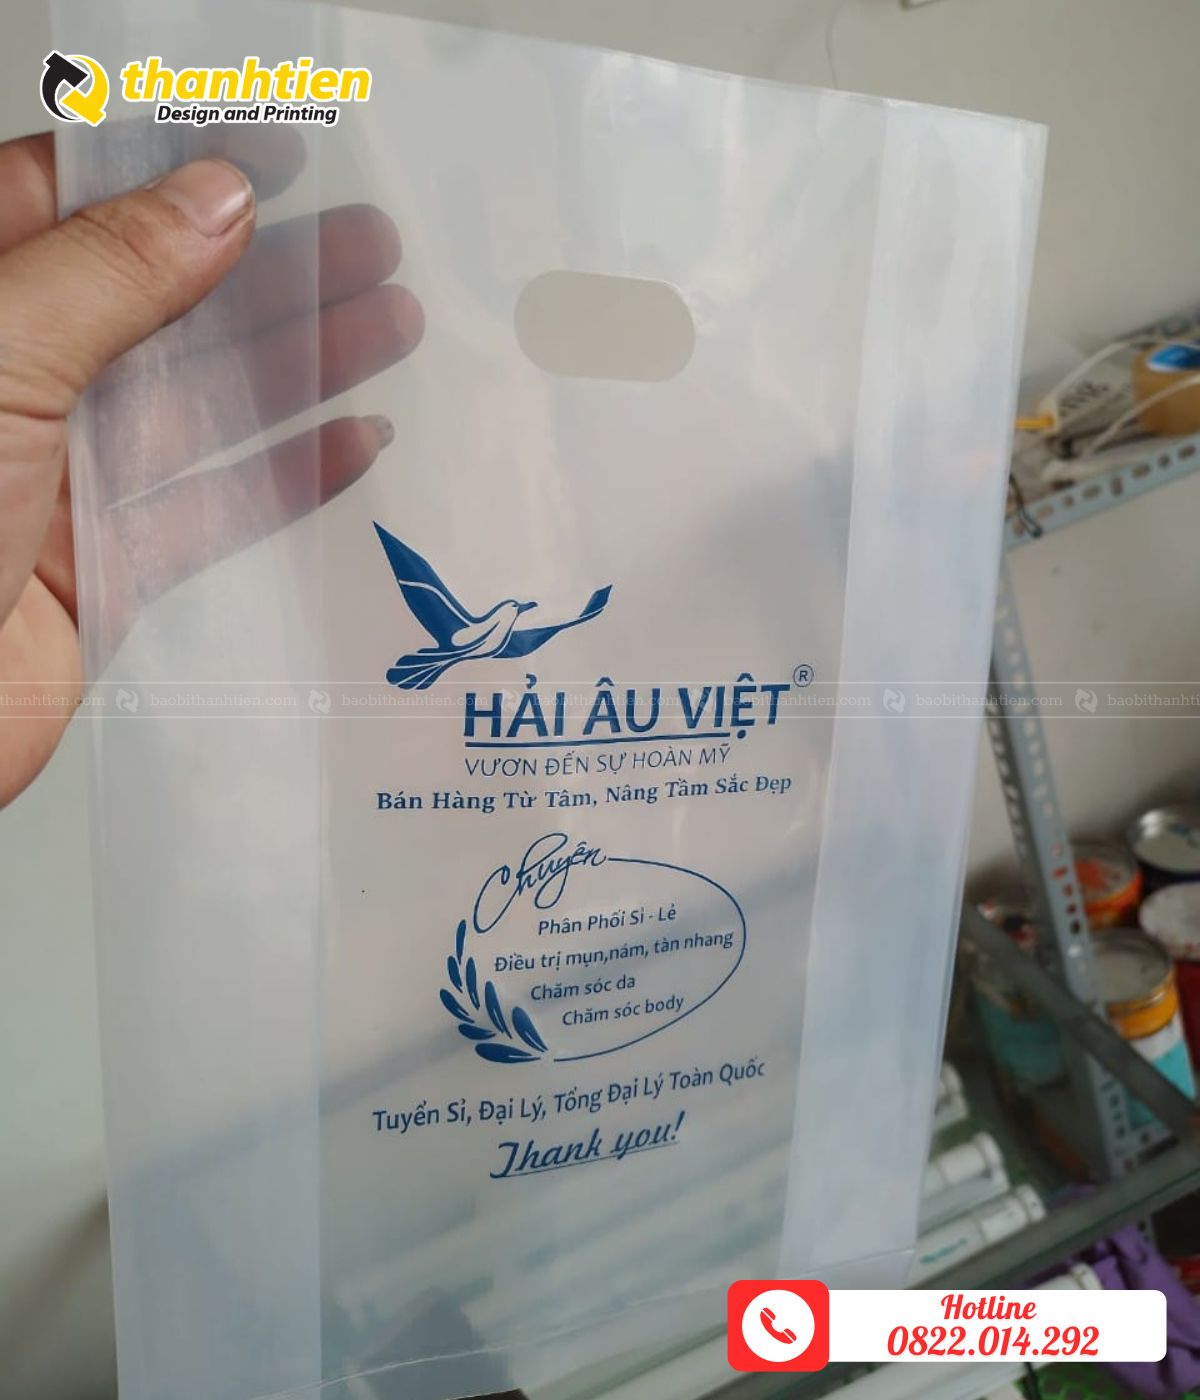 thanhtien
Design and Printing
HẢI ÂU VIỆT®
VƯƠN ĐẾN SỰ HOÀN MỸ
Bán Hàng Từ Tâm, Nâng Tầm Sắc Đẹp
Chuyên
Phân Phối Sỉ - Lẻ
Điều trị mụn,nám, tàn nhang
Chăm sóc da
Chăm sóc body
Tuyển Sỉ, Đại Lý, Tổng Đại Lý Toàn Quốc
Thank you!
baobithanhtien.com baobithanhtien.com baobithanhtien.com baobithanhtien.com baobithanhtien.com
Hotline
0822.014.292